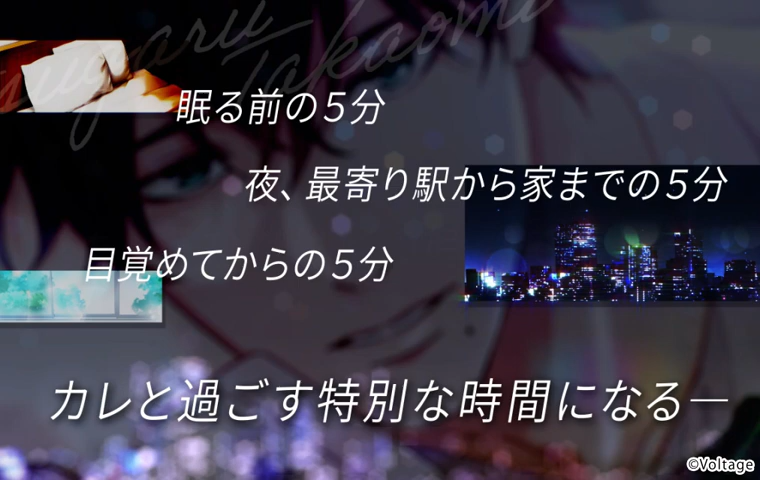 Tsugaru
Takaomi
眠る前の5分
夜、最寄り駅から家までの5分
目覚めてからの5分
カレと過ごす特別な時間になる―
©Voltage